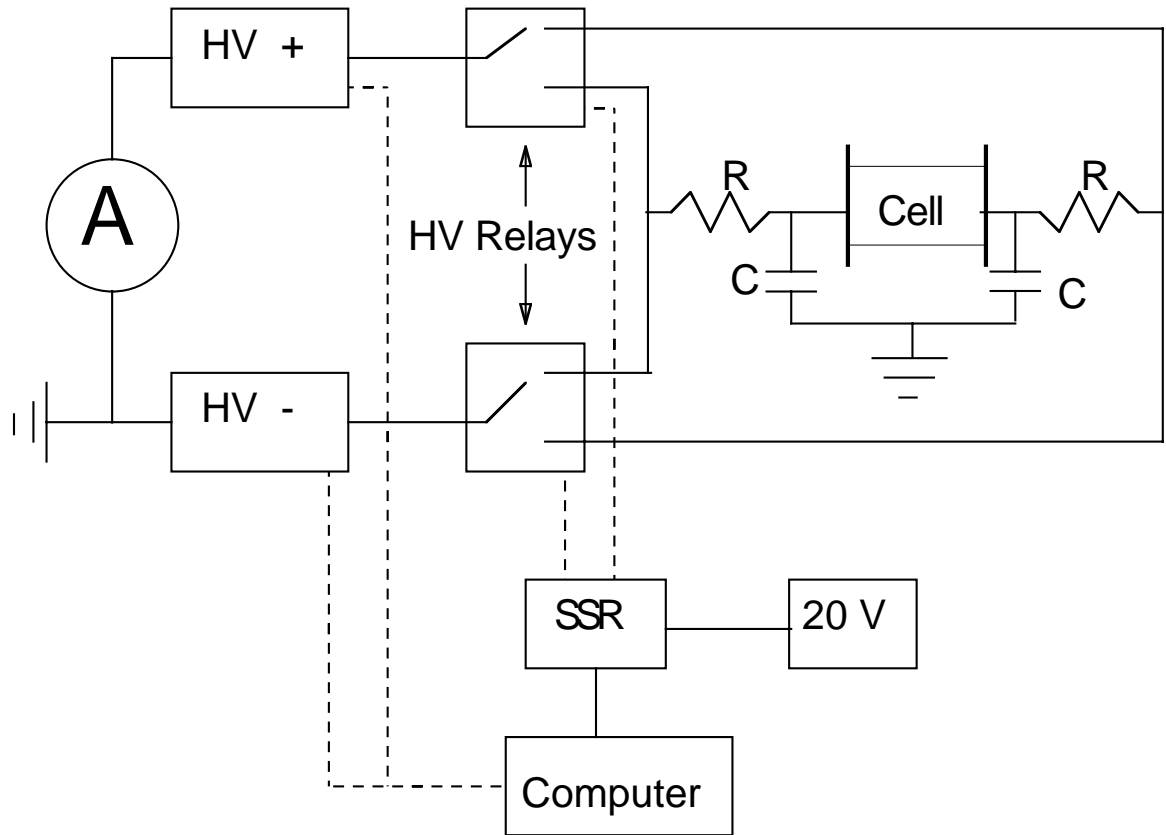 HV +
A
HV Relays
R
R
Cell
C
C
HV -
SSR
20 V
Computer